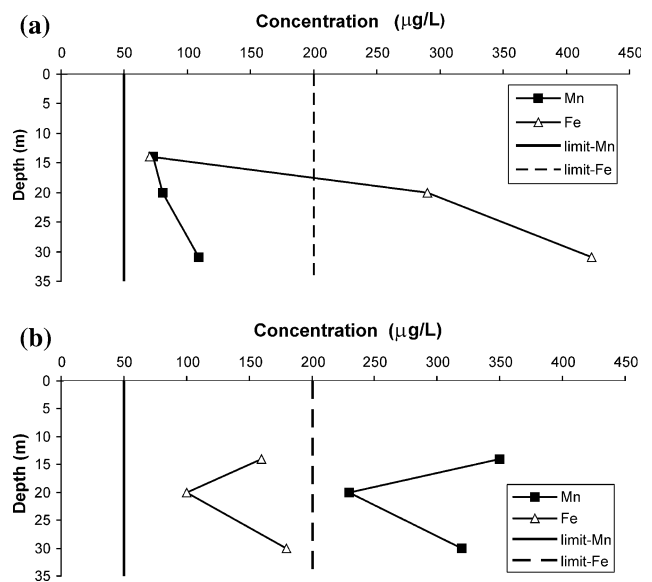 (a)
Concentration (µg/L)
0 50 100 150 200 250 300 350 400 450
Depth (m)
0
5
10
15
20
25
30
35
Mn
Fe
limit-Mn
limit-Fe
(b)
Concentration (µg/L)
0 50 100 150 200 250 300 350 400 450
Depth (m)
0
5
10
15
20
25
30
35
Mn
Fe
limit-Mn
limit-Fe